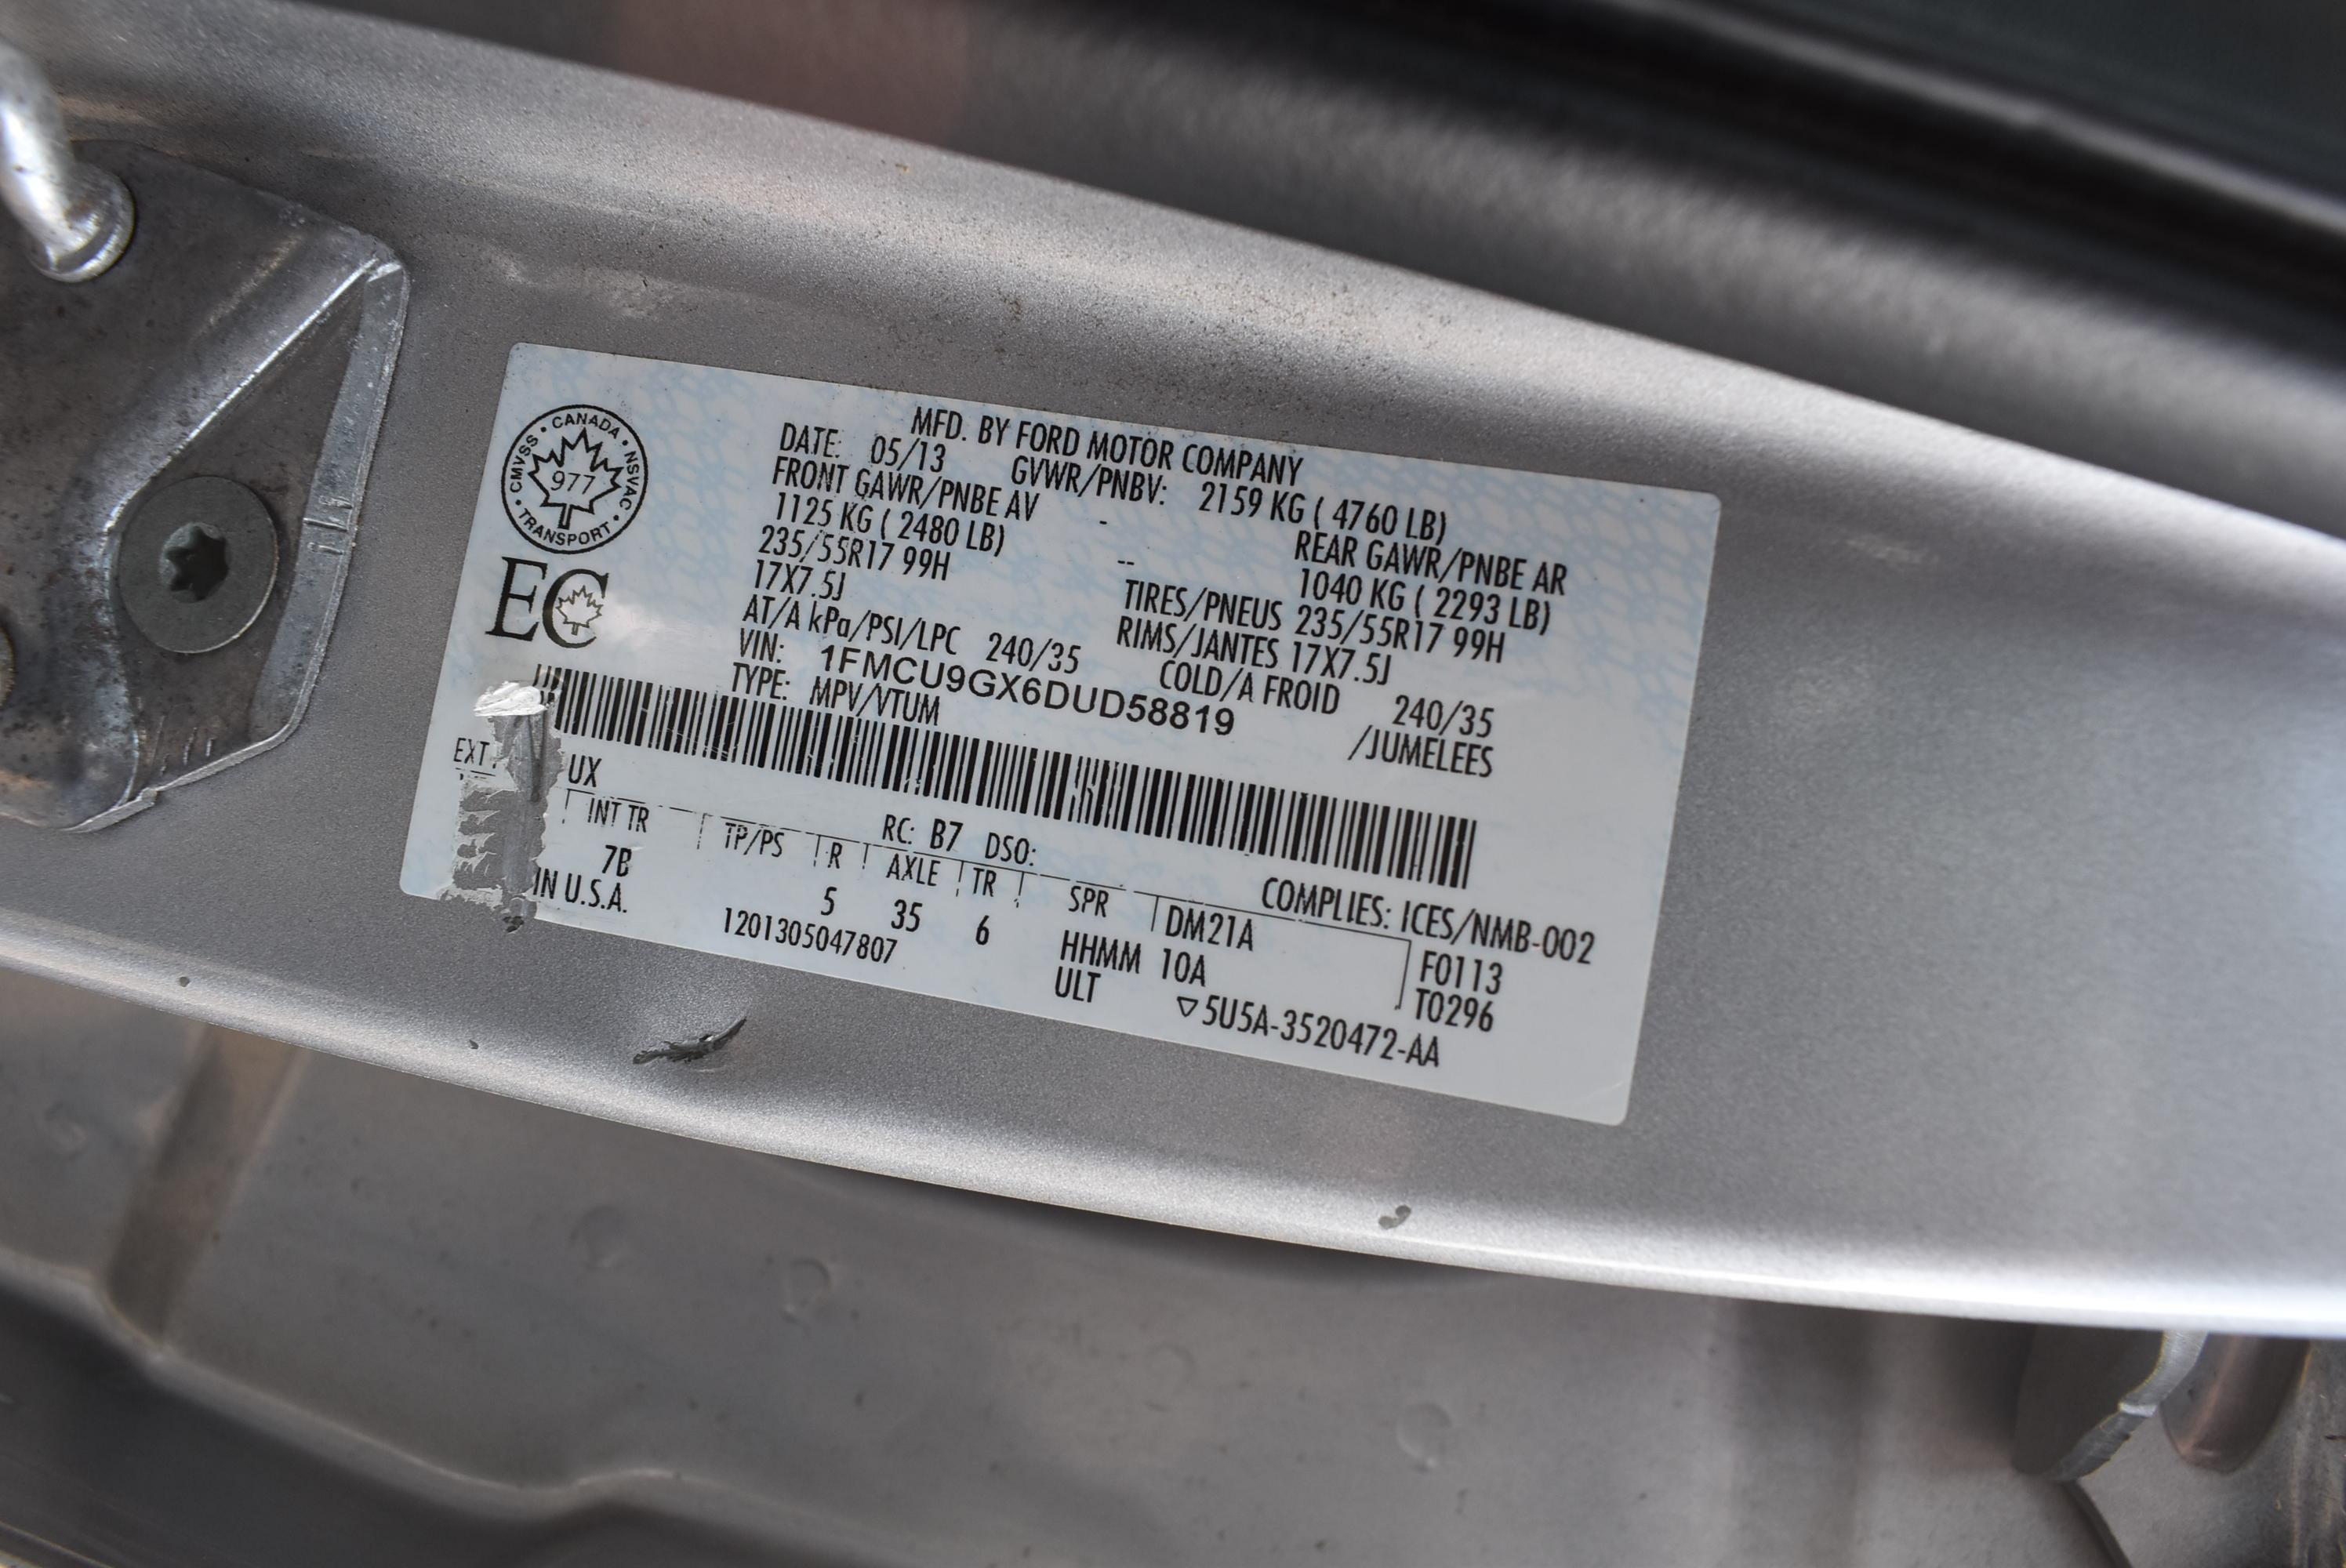 CANADA • NSVAC • TRANSPORT • CMVSS •
977
EC
MFD. BY FORD MOTOR COMPANY
DATE: 05/13 GVWR/PNBV: 2159 KG ( 4760 LB)
FRONT GAWR/PNBE AV - REAR GAWR/PNBE AR
1125 KG ( 2480 LB) -- 1040 KG ( 2293 LB)
235/55R17 99H TIRES/PNEUS 235/55R17 99H
17X7.5J RIMS/JANTES 17X7.5J
AT/A kPa/PSI/LPC 240/35 COLD/A FROID 240/35
VIN: 1FMCU9GX6DUD58819 /JUMELEES
TYPE: MPV/VTUM
EXT UX RC: B7 DSO: COMPLIES: ICES/NMB-002
INT TR TP/PS R AXLE TR SPR DM21A F0113
7B 5 35 6 HHMM 10A T0296
IN U.S.A. 1201305047807 ULT ▽5U5A-3520472-AA